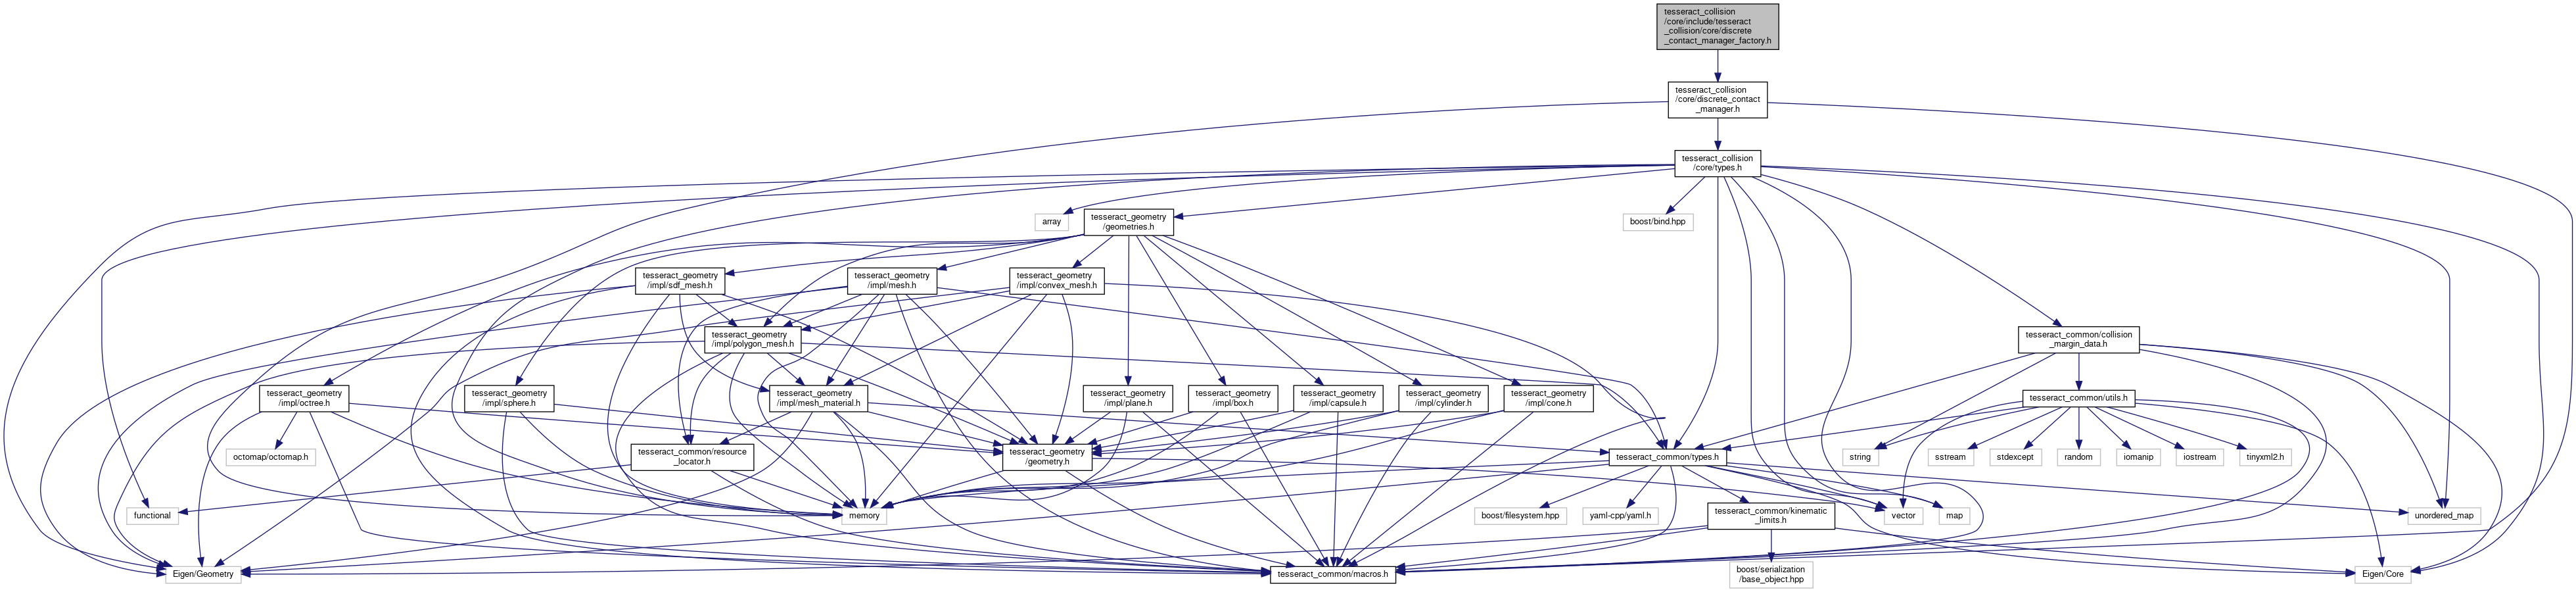 tesseract_collision
/core/include/tesseract
_collision/core/discrete
_contact_manager_factory.h
tesseract_collision
/core/discrete_contact
_manager.h
tesseract_collision
/core/types.h
array
tesseract_geometry
/geometries.h
boost/bind.hpp
tesseract_geometry
/impl/sdf_mesh.h
tesseract_geometry
/impl/mesh.h
tesseract_geometry
/impl/convex_mesh.h
tesseract_geometry
/impl/polygon_mesh.h
tesseract_common/collision
_margin_data.h
tesseract_geometry
/impl/octree.h
tesseract_geometry
/impl/sphere.h
tesseract_geometry
/impl/mesh_material.h
tesseract_geometry
/impl/plane.h
tesseract_geometry
/impl/box.h
tesseract_geometry
/impl/capsule.h
tesseract_geometry
/impl/cylinder.h
tesseract_geometry
/impl/cone.h
tesseract_common/utils.h
octomap/octomap.h
tesseract_common/resource
_locator.h
tesseract_geometry
/geometry.h
tesseract_common/types.h
string
sstream
stdexcept
random
iomanip
iostream
tinyxml2.h
functional
memory
boost/filesystem.hpp
yaml-cpp/yaml.h
tesseract_common/kinematic
_limits.h
vector
map
unordered_map
Eigen/Geometry
tesseract_common/macros.h
boost/serialization
/base_object.hpp
Eigen/Core